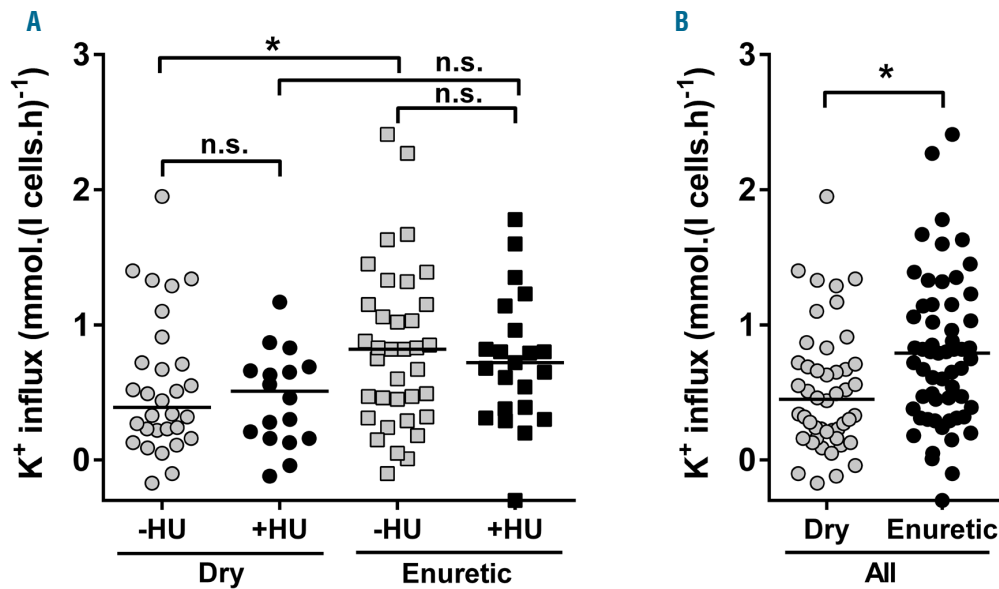 A
K+ influx (mmol.(l cells.h)-1
3
2
1
0
*
n.s.
n.s.
n.s.
-HU +HU -HU +HU
Dry Enuretic
B
K+ influx (mmol.(l cells.h)-1
3
2
1
0
*
Dry Enuretic
All